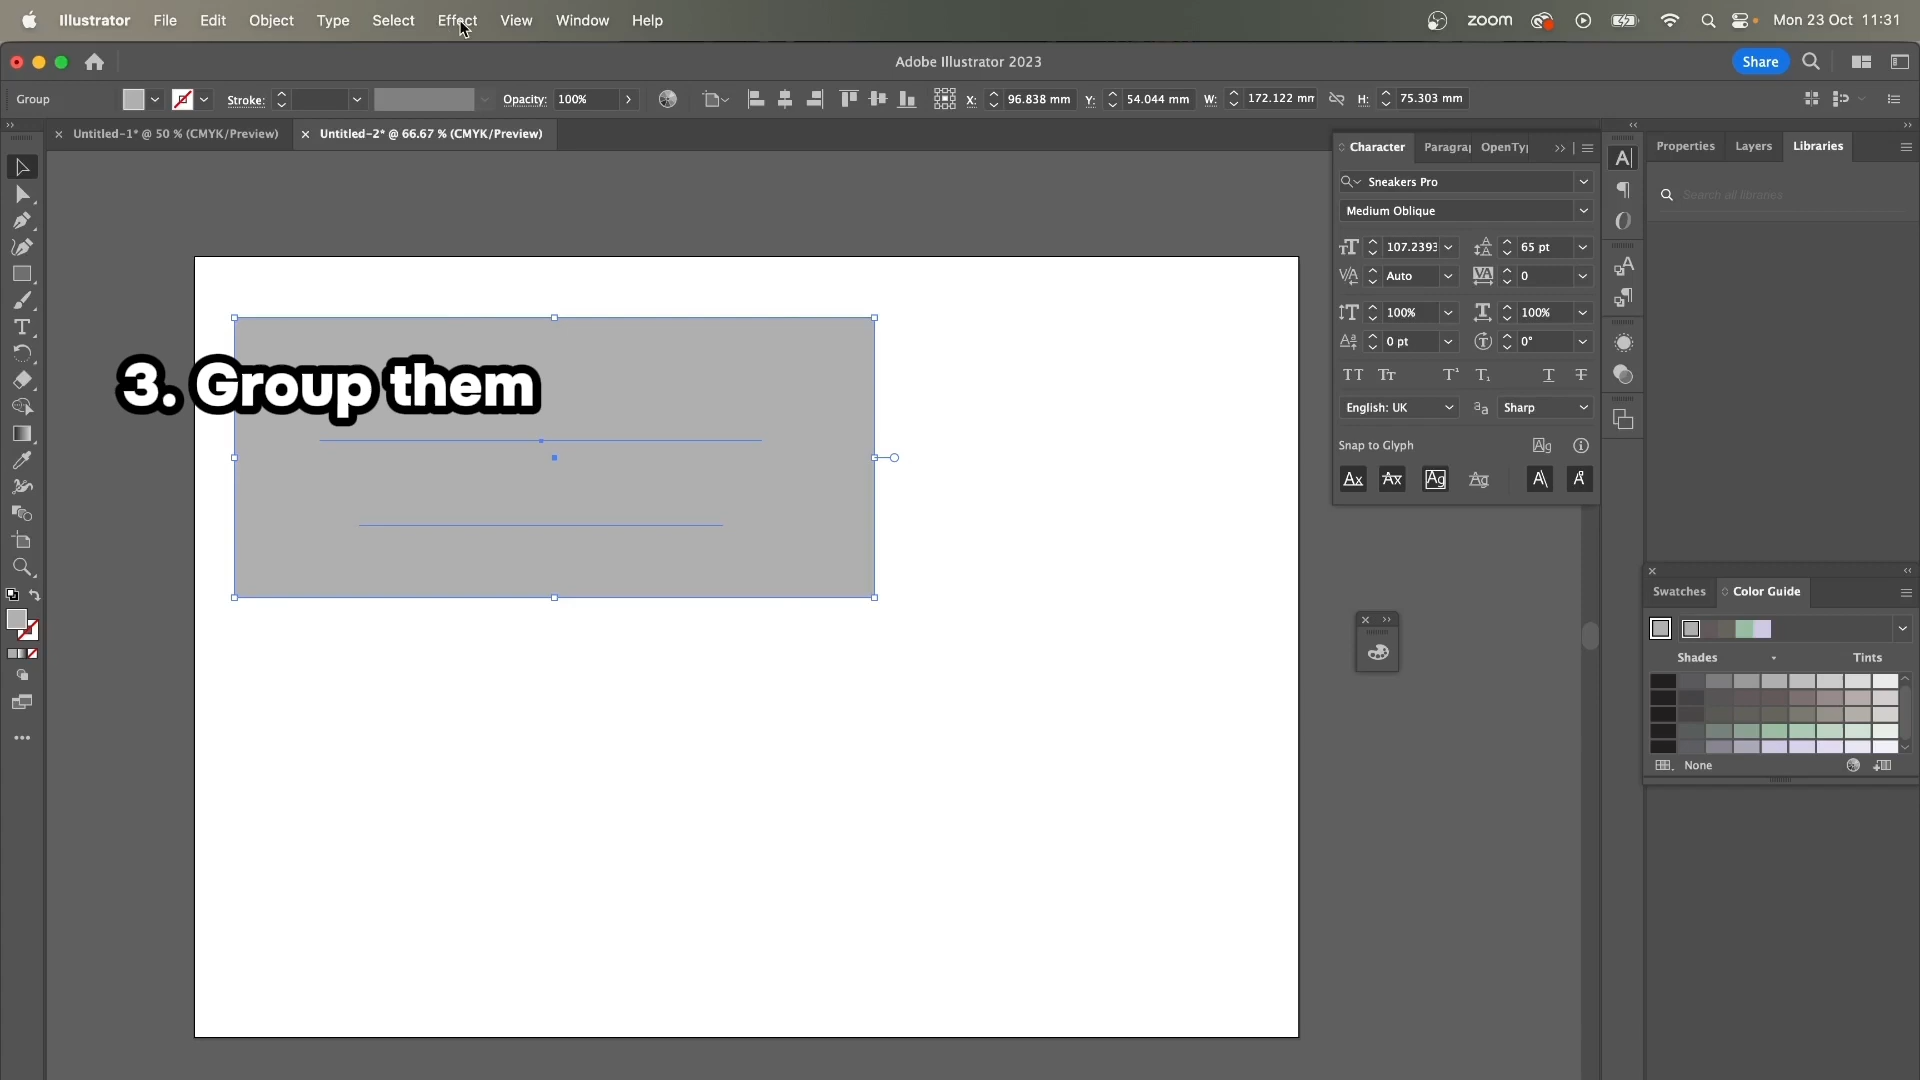 Illustrator File Edit Object Type Select Effect View Window Help zoom Mon 23 Oct 11:31
Adobe Illustrator 2023 Share
Group Stroke: Opacity: 100% X: 96.838 mm Y: 54.044 mm W: 172.122 mm H: 75.303 mm
Untitled-1* @ 50 % (CMYK/Preview) Untitled-2* @ 66.67 % (CMYK/Preview)
Character Paragra OpenTy
Properties Layers Libraries
Sneakers Pro
Search all libraries
Medium Oblique
107.2393 65 pt
Auto 0
100% 100%
0 pt 0°
English: UK Sharp
Snap to Glyph
3. Group them
Swatches Color Guide
Shades Tints
None